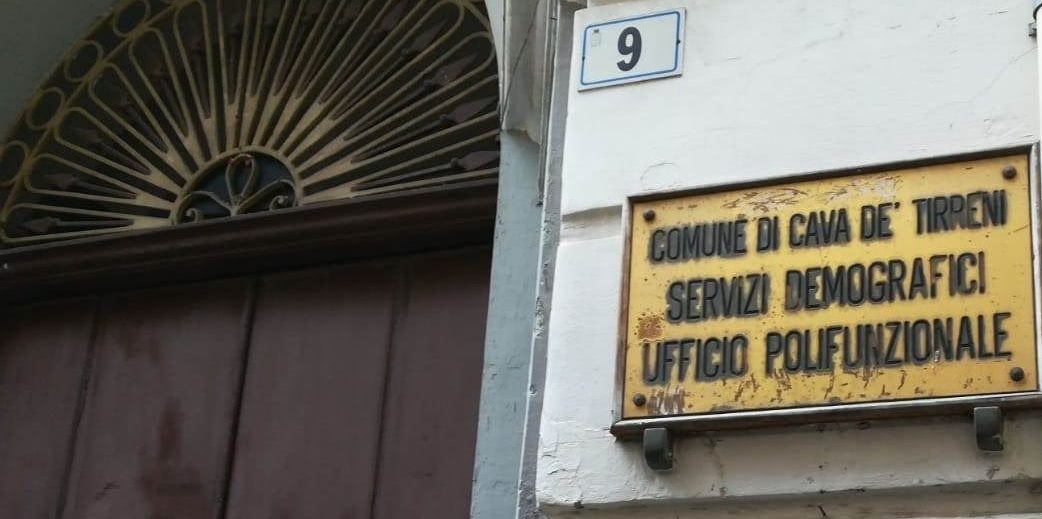 9
COMUNE DI CAVA DE' TIRRENI
SERVIZI DEMOGRAFICI
UFFICIO POLIFUNZIONALE